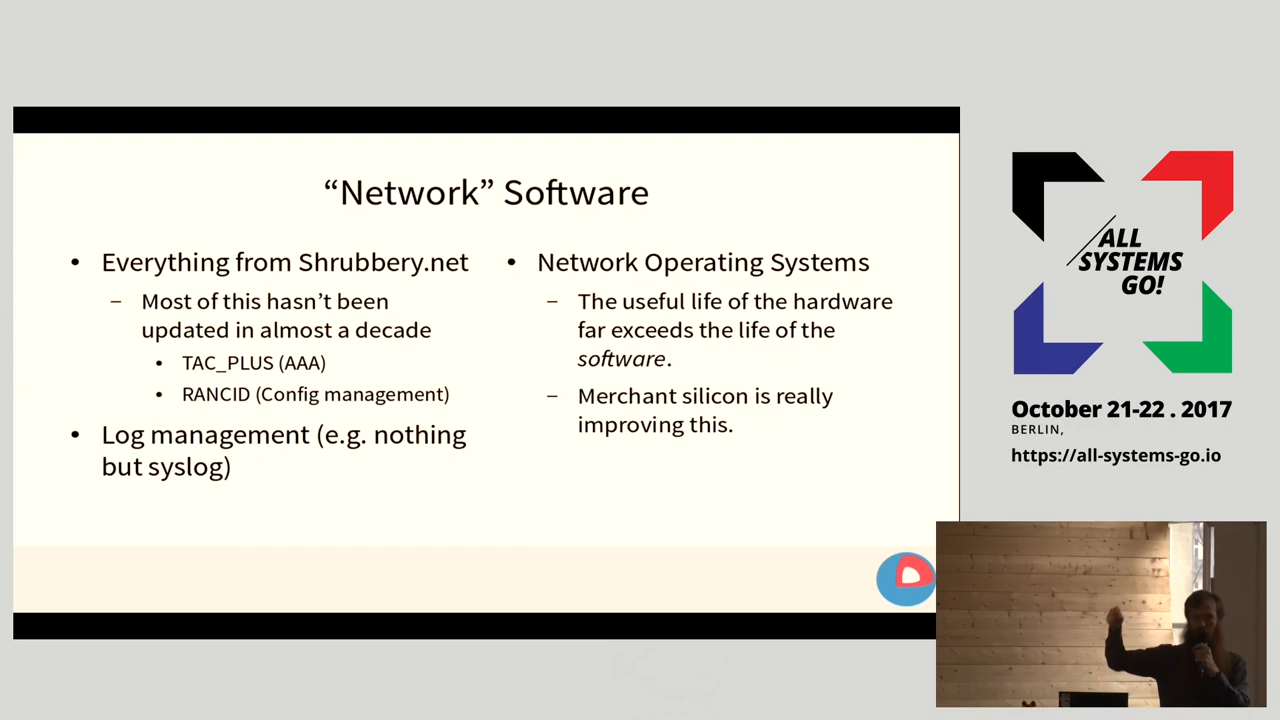 “Network” Software
• Everything from Shrubbery.net
– Most of this hasn’t been
updated in almost a decade
• TAC_PLUS (AAA)
• RANCID (Config management)
• Log management (e.g. nothing
but syslog)
• Network Operating Systems
– The useful life of the hardware
far exceeds the life of the
software.
– Merchant silicon is really
improving this.
ALL
SYSTEMS
GO!
October 21-22 . 2017
BERLIN,
https://all-systems-go.io